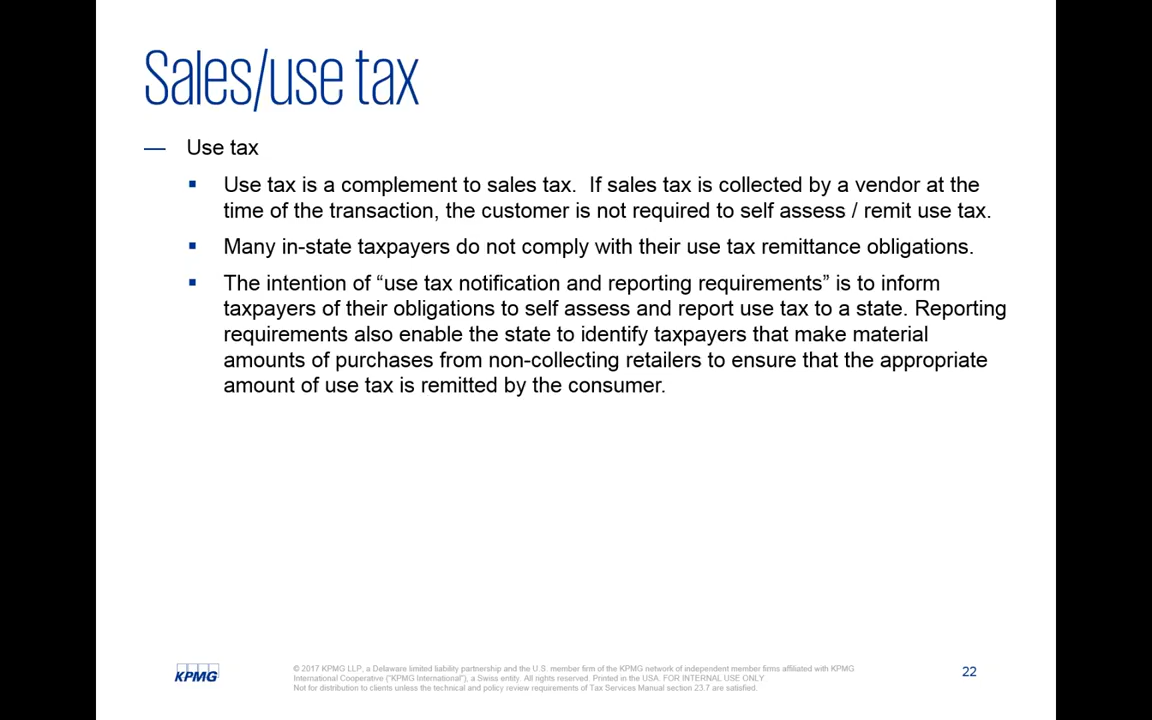 Sales/use tax
— Use tax
▪ Use tax is a complement to sales tax.  If sales tax is collected by a vendor at the
time of the transaction, the customer is not required to self assess / remit use tax.
▪ Many in-state taxpayers do not comply with their use tax remittance obligations.
▪ The intention of “use tax notification and reporting requirements” is to inform
taxpayers of their obligations to self assess and report use tax to a state. Reporting
requirements also enable the state to identify taxpayers that make material
amounts of purchases from non-collecting retailers to ensure that the appropriate
amount of use tax is remitted by the consumer.
KPMG
© 2017 KPMG LLP, a Delaware limited liability partnership and the U.S. member firm of the KPMG network of independent member firms affiliated with KPMG
International Cooperative (“KPMG International”), a Swiss entity. All rights reserved. Printed in the USA. FOR INTERNAL USE ONLY
Not for distribution to clients unless the technical and policy review requirements of Tax Services Manual section 23.7 are satisfied.
22